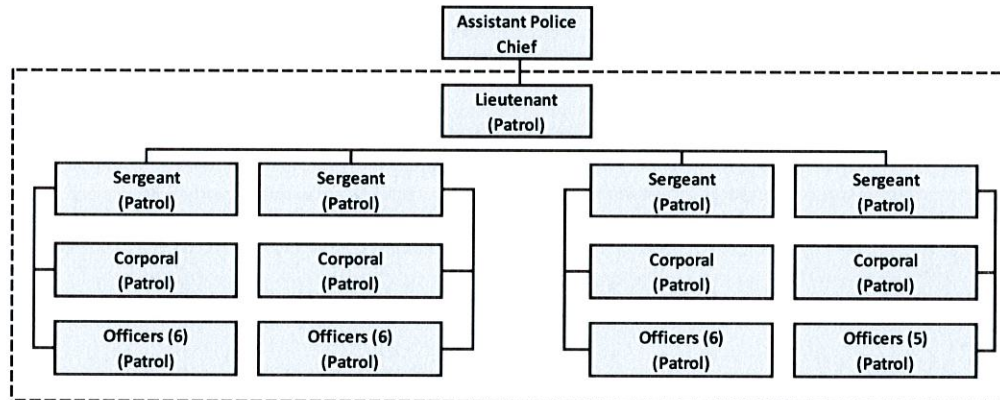 Assistant Police
Chief
Lieutenant
(Patrol)
Sergeant
(Patrol)
Sergeant
(Patrol)
Sergeant
(Patrol)
Sergeant
(Patrol)
Corporal
(Patrol)
Corporal
(Patrol)
Corporal
(Patrol)
Corporal
(Patrol)
Officers (6)
(Patrol)
Officers (6)
(Patrol)
Officers (6)
(Patrol)
Officers (5)
(Patrol)